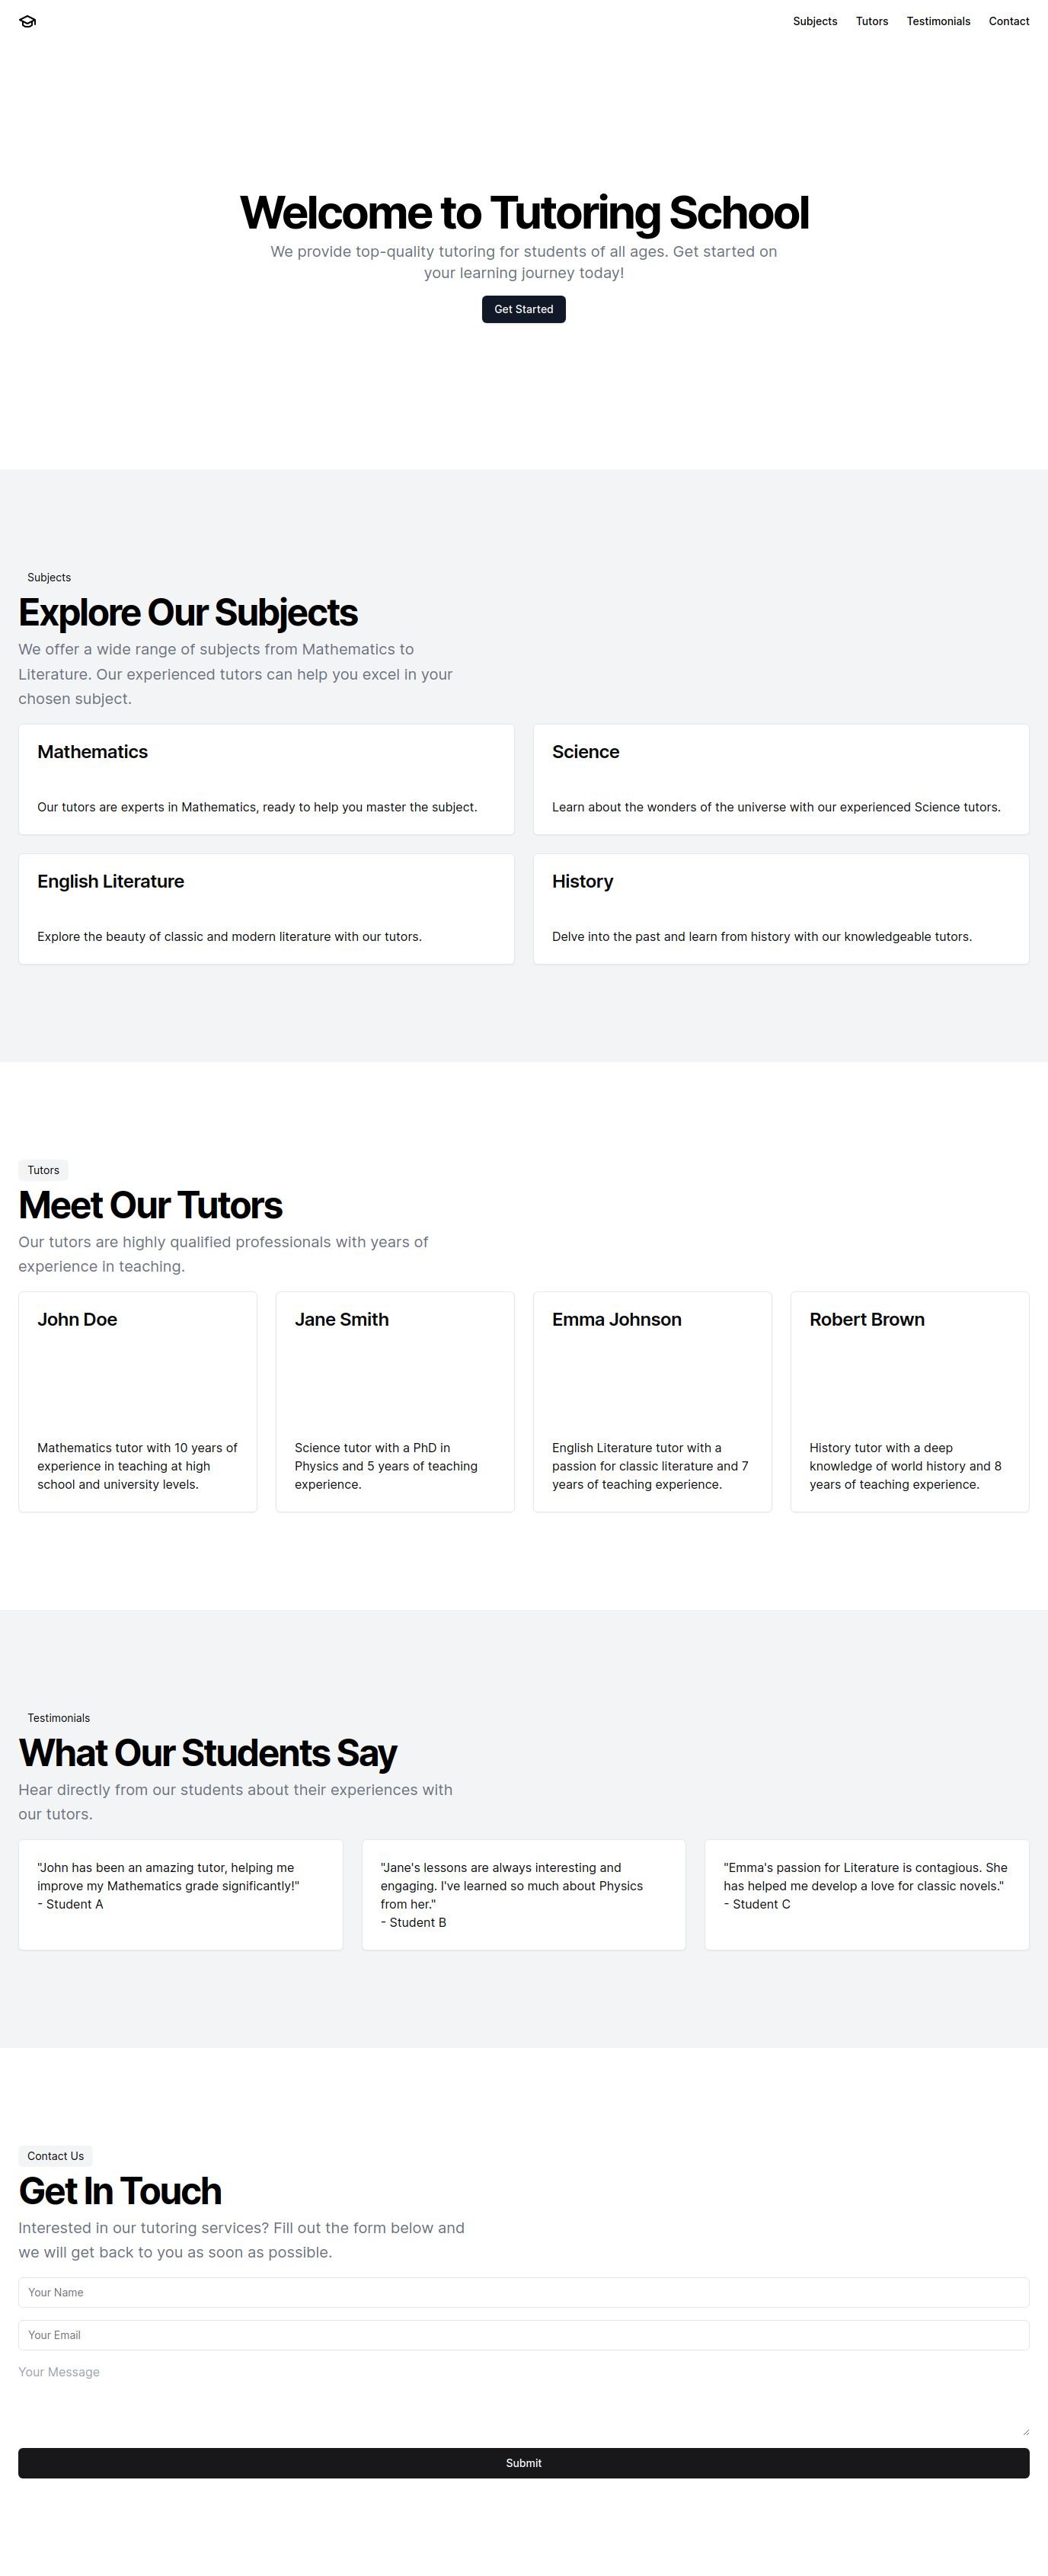 Subjects Tutors Testimonials Contact
Welcome to Tutoring School
We provide top-quality tutoring for students of all ages. Get started on
your learning journey today!
Get Started
Subjects
Explore Our Subjects
We offer a wide range of subjects from Mathematics to
Literature. Our experienced tutors can help you excel in your
chosen subject.
Mathematics
Our tutors are experts in Mathematics, ready to help you master the subject.
Science
Learn about the wonders of the universe with our experienced Science tutors.
English Literature
Explore the beauty of classic and modern literature with our tutors.
History
Delve into the past and learn from history with our knowledgeable tutors.
Tutors
Meet Our Tutors
Our tutors are highly qualified professionals with years of
experience in teaching.
John Doe
Mathematics tutor with 10 years of
experience in teaching at high
school and university levels.
Jane Smith
Science tutor with a PhD in
Physics and 5 years of teaching
experience.
Emma Johnson
English Literature tutor with a
passion for classic literature and 7
years of teaching experience.
Robert Brown
History tutor with a deep
knowledge of world history and 8
years of teaching experience.
Testimonials
What Our Students Say
Hear directly from our students about their experiences with
our tutors.
"John has been an amazing tutor, helping me
improve my Mathematics grade significantly!"
- Student A
"Jane's lessons are always interesting and
engaging. I've learned so much about Physics
from her."
- Student B
"Emma's passion for Literature is contagious. She
has helped me develop a love for classic novels."
- Student C
Contact Us
Get In Touch
Interested in our tutoring services? Fill out the form below and
we will get back to you as soon as possible.
Your Name
Your Email
Your Message
Submit